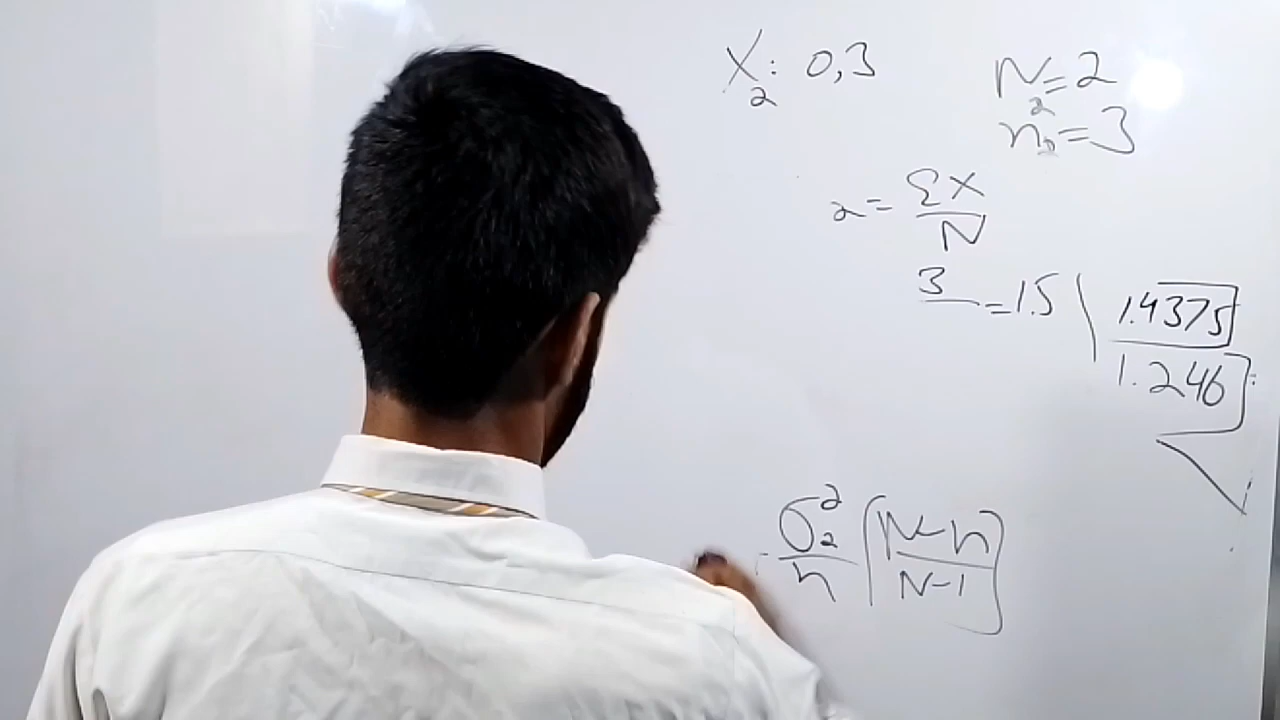 X₂: 0,3
N₂=2
n₂=3
2 = ΣX/N
3/ =1.5
1.4375/1.246
σ₂²/n [N-n/N-1]